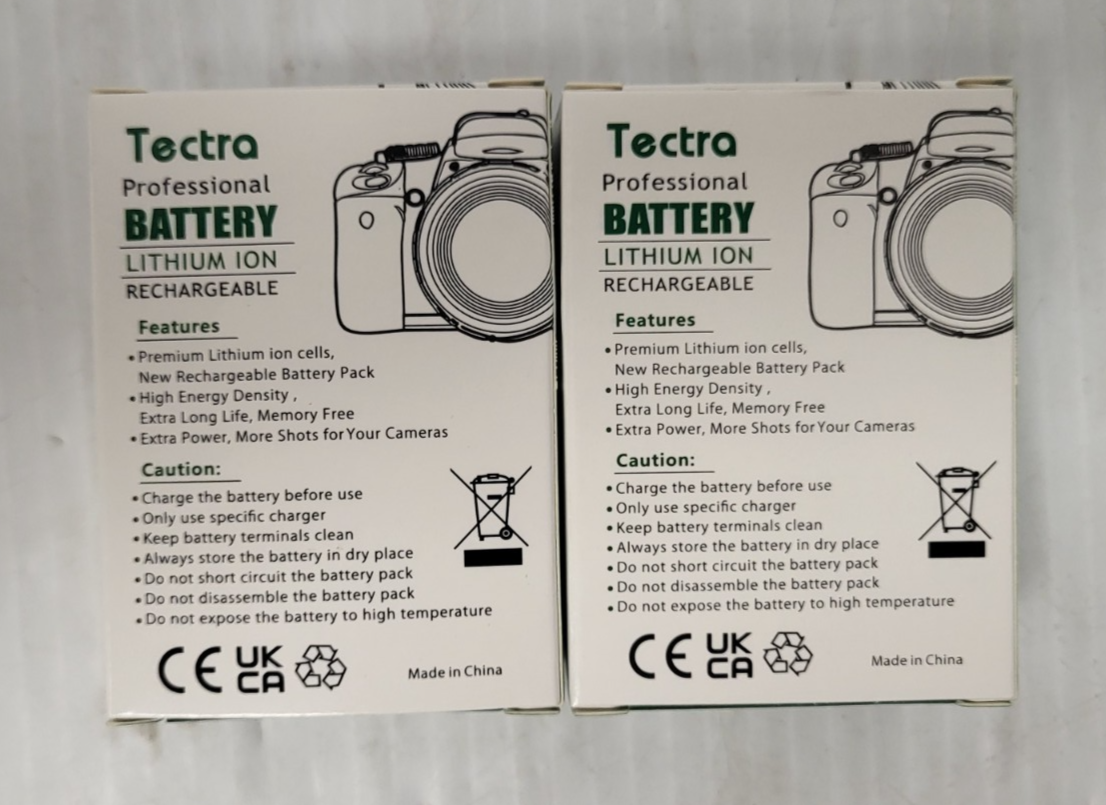 Tectra
Professional
BATTERY
LITHIUM ION
RECHARGEABLE
Features
• Premium Lithium ion cells,
New Rechargeable Battery Pack
• High Energy Density ,
Extra Long Life, Memory Free
• Extra Power, More Shots for Your Cameras
Caution:
• Charge the battery before use
• Only use specific charger
• Keep battery terminals clean
• Always store the battery in dry place
• Do not short circuit the battery pack
• Do not disassemble the battery pack
• Do not expose the battery to high temperature
CE UK CA
Made in China
Tectra
Professional
BATTERY
LITHIUM ION
RECHARGEABLE
Features
• Premium Lithium ion cells,
New Rechargeable Battery Pack
• High Energy Density ,
Extra Long Life, Memory Free
• Extra Power, More Shots for Your Cameras
Caution:
• Charge the battery before use
• Only use specific charger
• Keep battery terminals clean
• Always store the battery in dry place
• Do not short circuit the battery pack
• Do not disassemble the battery pack
• Do not expose the battery to high temperature
CE UK CA
Made in China